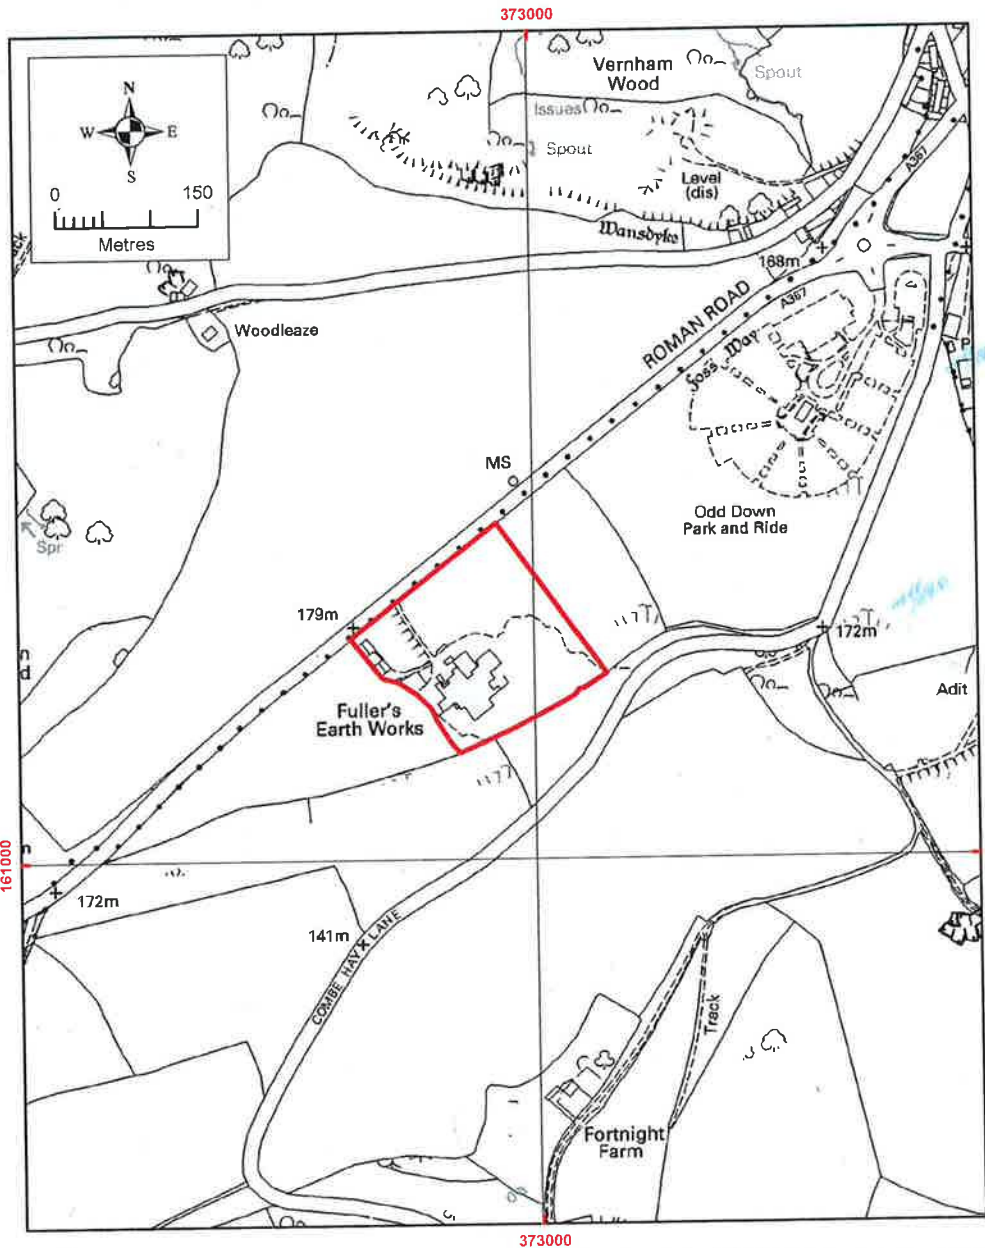 373000
Vernham
Wood
Spout
Issues
N
W E
S
Spout
0 150
Metres
Level
(dis)
A367
Wansdyke
168m
ROMAN ROAD
A367
Foss Way
Woodleaze
P
MS
Odd Down
Park and Ride
Spr
179m
172m
Fuller's
Earth Works
Adit
n
d
n
161000
172m
141m
COMBE HAY LANE
Track
Fortnight
Farm
373000